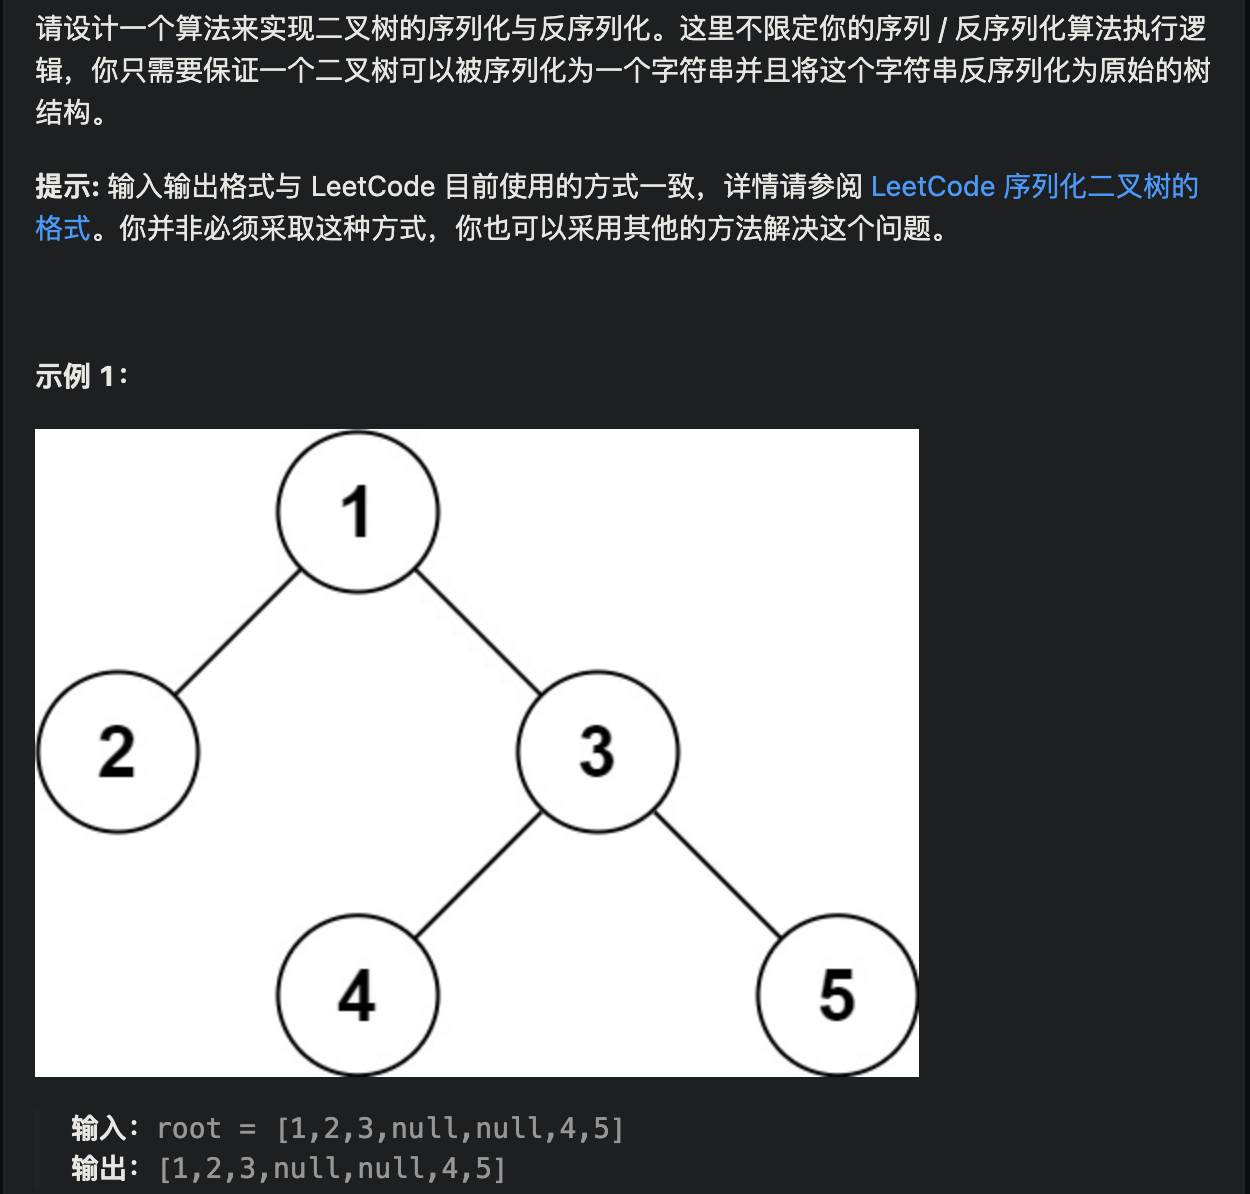 请设计一个算法来实现二叉树的序列化与反序列化。这里不限定你的序列 / 反序列化算法执行逻
辑，你只需要保证一个二叉树可以被序列化为一个字符串并且将这个字符串反序列化为原始的树
结构。
提示: 输入输出格式与 LeetCode 目前使用的方式一致，详情请参阅 LeetCode 序列化二叉树的
格式。你并非必须采取这种方式，你也可以采用其他的方法解决这个问题。
示例 1：
1
2 3
4 5
输入：root = [1,2,3,null,null,4,5]
输出：[1,2,3,null,null,4,5]